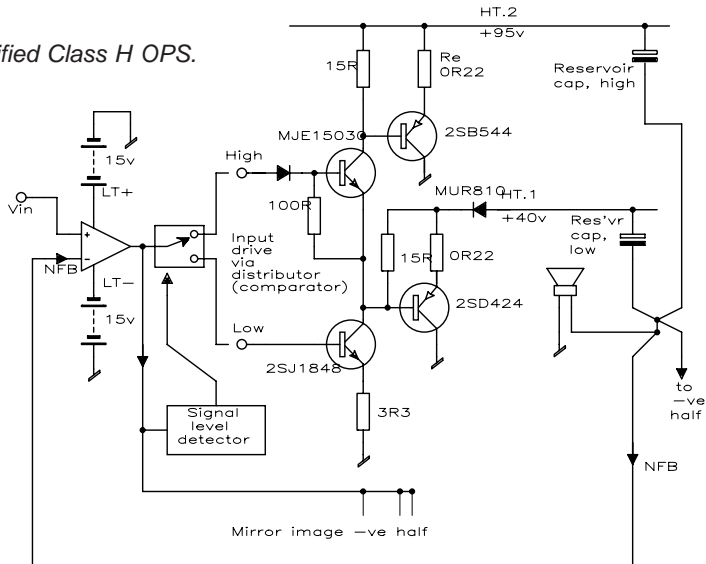 HT.2
+95v
ified Class H OPS.
15R
Re
0R22
Reservoir
cap, high
MJE15030
2SB544
15v
High
LT+
MUR810
HT.1
+40v
Vin
100R
Res'vr
cap,
low
+
−
NFB
Input
drive
via
distributor
(comparator)
15R
0R22
LT−
2SD424
15v
Low
2SJ1848
to
−ve
half
Signal
level
detector
3R3
NFB
Mirror image −ve half